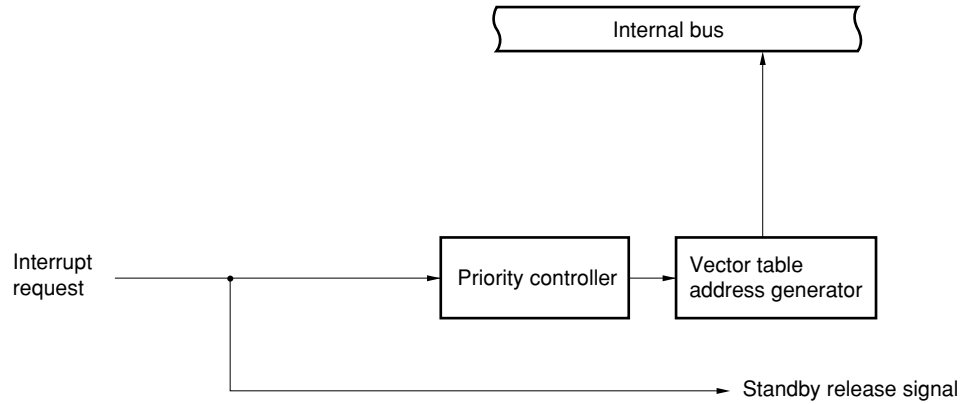 Internal bus
Interrupt
request
Priority controller
Vector table
address generator
Standby release signal